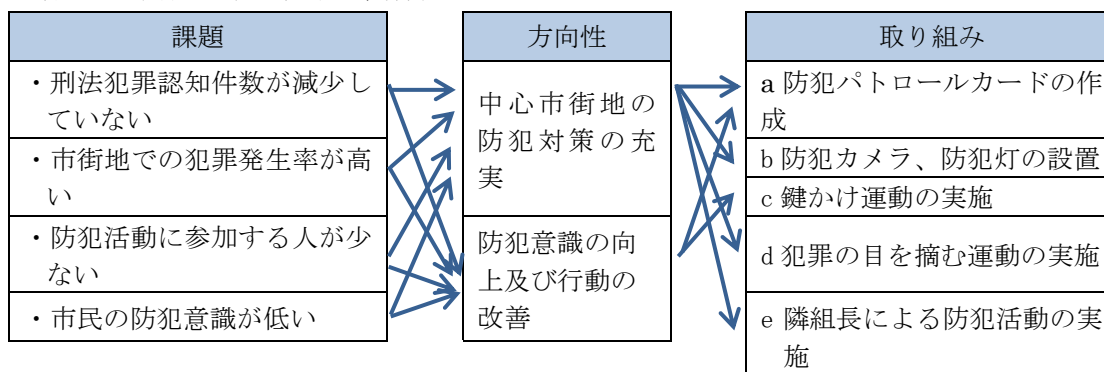 課題
・刑法犯罪認知件数が減少し
ていない
・市街地での犯罪発生率が高
い
・防犯活動に参加する人が少
ない
・市民の防犯意識が低い
方向性
中心市街地の
防犯対策の充
実
防犯意識の向
上及び行動の
改善
取り組み
a 防犯パトロールカードの作
成
b 防犯カメラ、防犯灯の設置
c 鍵かけ運動の実施
d 犯罪の目を摘む運動の実施
e 隣組長による防犯活動の実
施